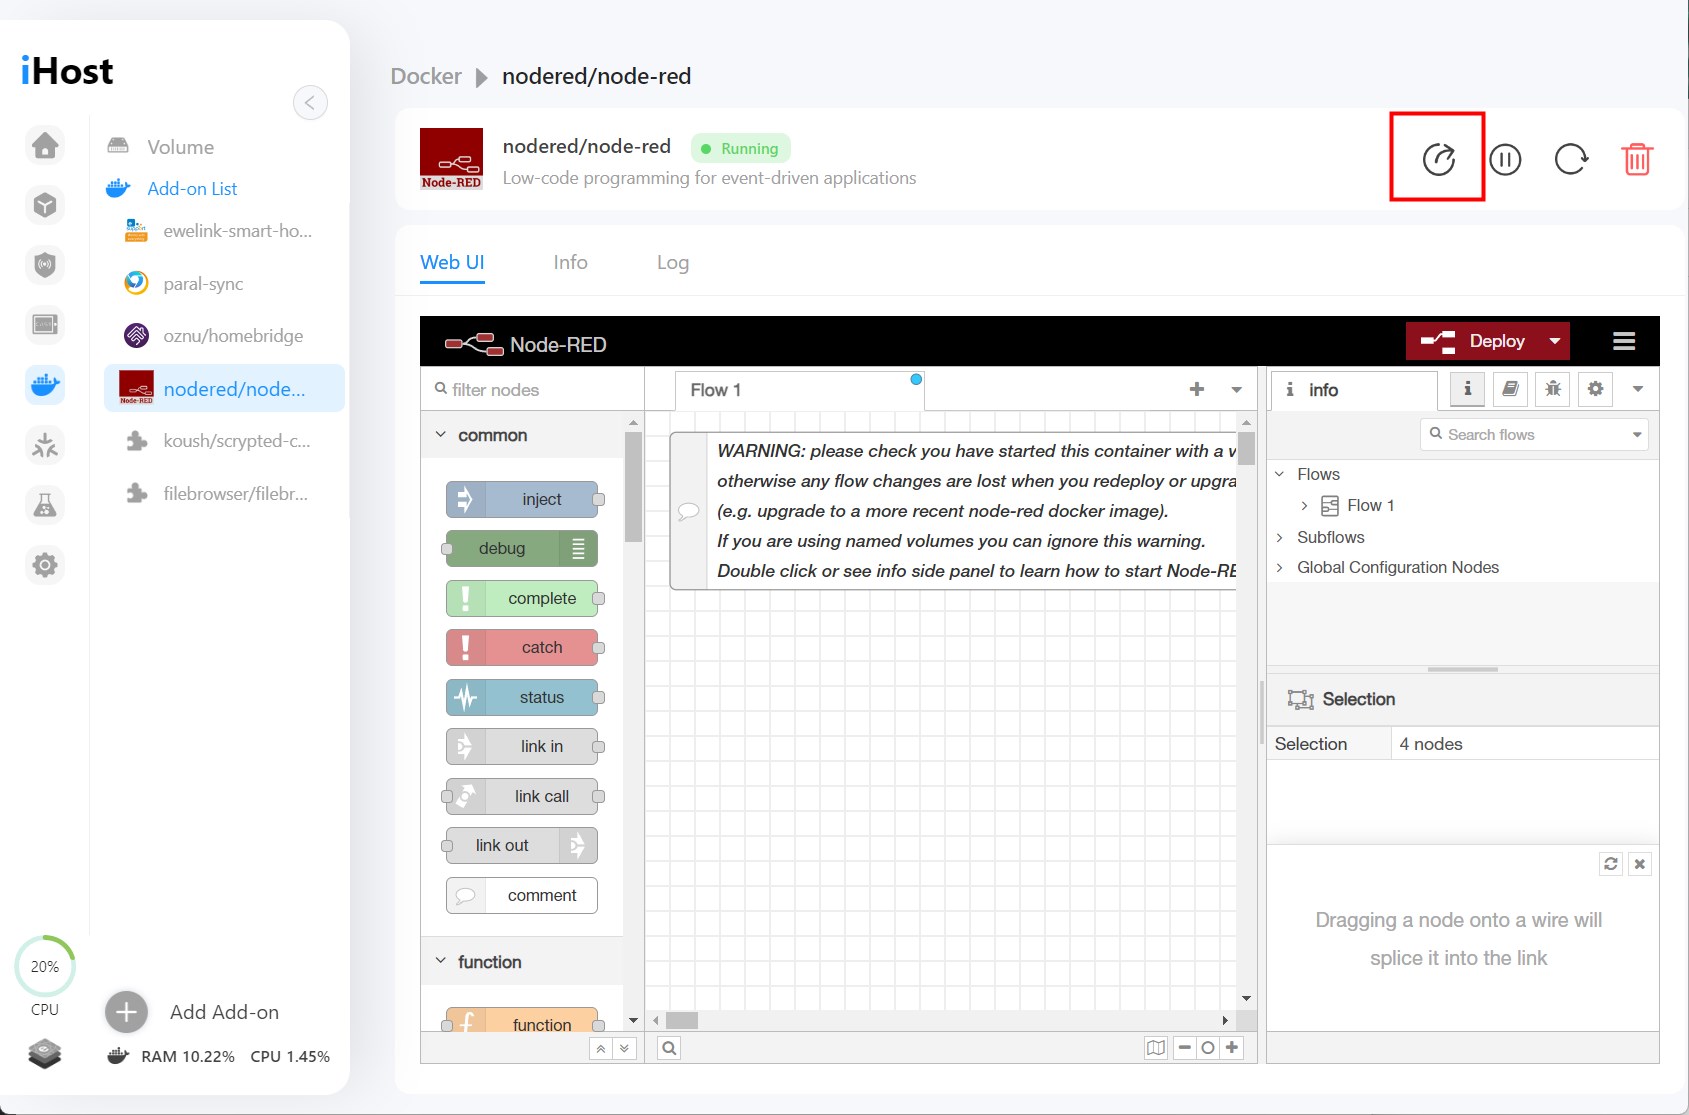 iHost
Volume
Add-on List
ewelink-smart-ho...
paral-sync
oznu/homebridge
nodered/node...
koush/scrypted-c...
filebrowser/filebr...
20%
CPU
Add Add-on
RAM 10.22% CPU 1.45%
Docker nodered/node-red
Node-RED
nodered/node-red Running
Low-code programming for event-driven applications
Web UI Info Log
Node-RED Deploy
filter nodes
common
inject
debug
complete
catch
status
link in
link call
link out
comment
function
function
Flow 1
WARNING: please check you have started this container with a v
otherwise any flow changes are lost when you redeploy or upgra
(e.g. upgrade to a more recent node-red docker image).
If you are using named volumes you can ignore this warning.
Double click or see info side panel to learn how to start Node-RE
info
Search flows
Flows
Flow 1
Subflows
Global Configuration Nodes
Selection
Selection 4 nodes
Dragging a node onto a wire will
splice it into the link